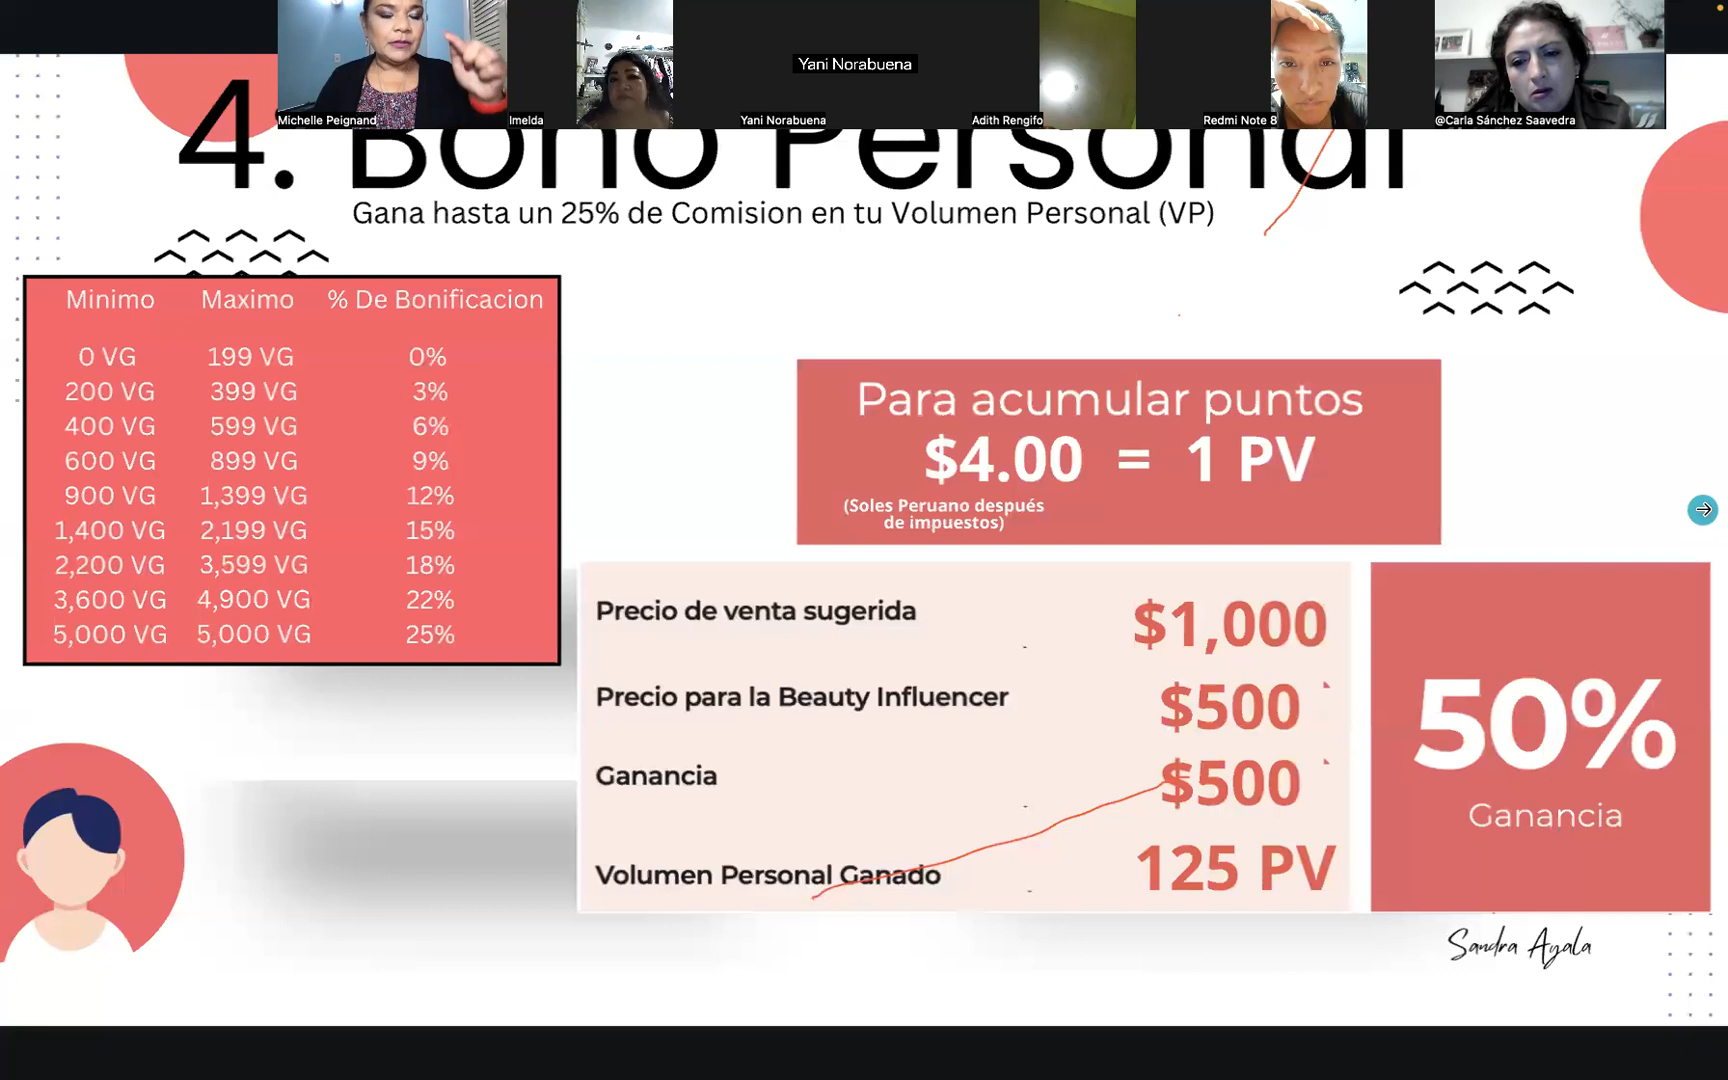 Yani Norabuena
Michelle Peignand
Imelda
Yani Norabuena
Adith Rengifo
Redmi Note 8
@Carla Sánchez Saavedra
4. Bono Personal
Gana hasta un 25% de Comision en tu Volumen Personal (VP)
Minimo Maximo % De Bonificacion
0 VG 199 VG 0%
200 VG 399 VG 3%
400 VG 599 VG 6%
600 VG 899 VG 9%
900 VG 1,399 VG 12%
1,400 VG 2,199 VG 15%
2,200 VG 3,599 VG 18%
3,600 VG 4,900 VG 22%
5,000 VG 5,000 VG 25%
Para acumular puntos
$4.00 = 1 PV
(Soles Peruano después
de impuestos)
Precio de venta sugerida $1,000
Precio para la Beauty Influencer $500
Ganancia $500
Volumen Personal Ganado 125 PV
50%
Ganancia
Sandra Ayala